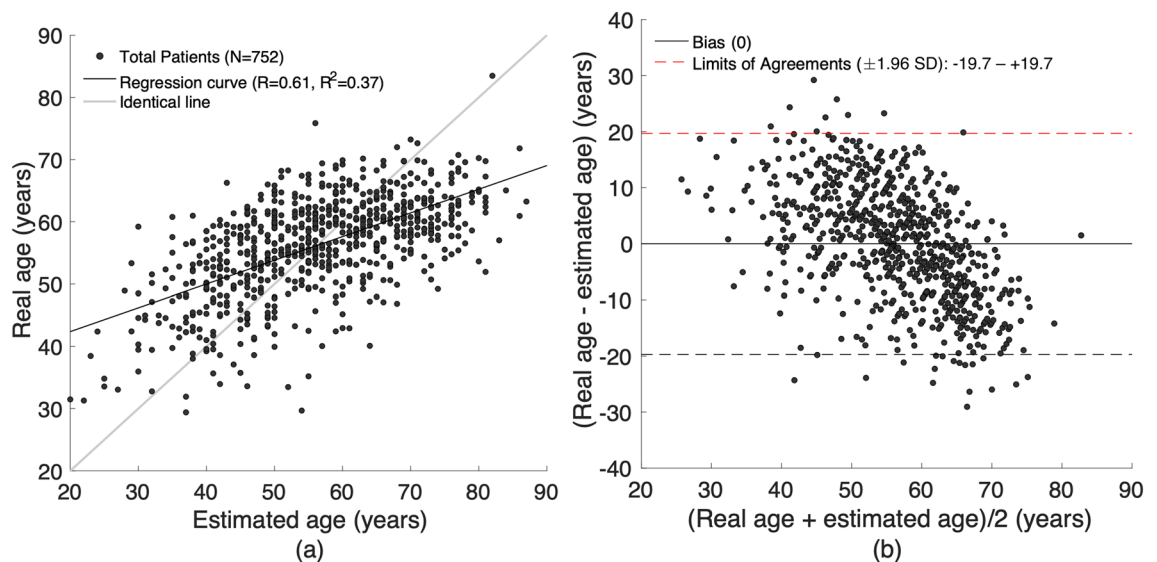 90
80
70
60
50
40
30
20
Real age (years)
Total Patients (N=752)
Regression curve (R=0.61, R²=0.37)
Identical line
20 30 40 50 60 70 80 90
Estimated age (years)
(a)
40
30
20
10
0
-10
-20
-30
-40
(Real age - estimated age) (years)
Bias (0)
Limits of Agreements (±1.96 SD): -19.7 – +19.7
20 30 40 50 60 70 80 90
(Real age + estimated age)/2 (years)
(b)